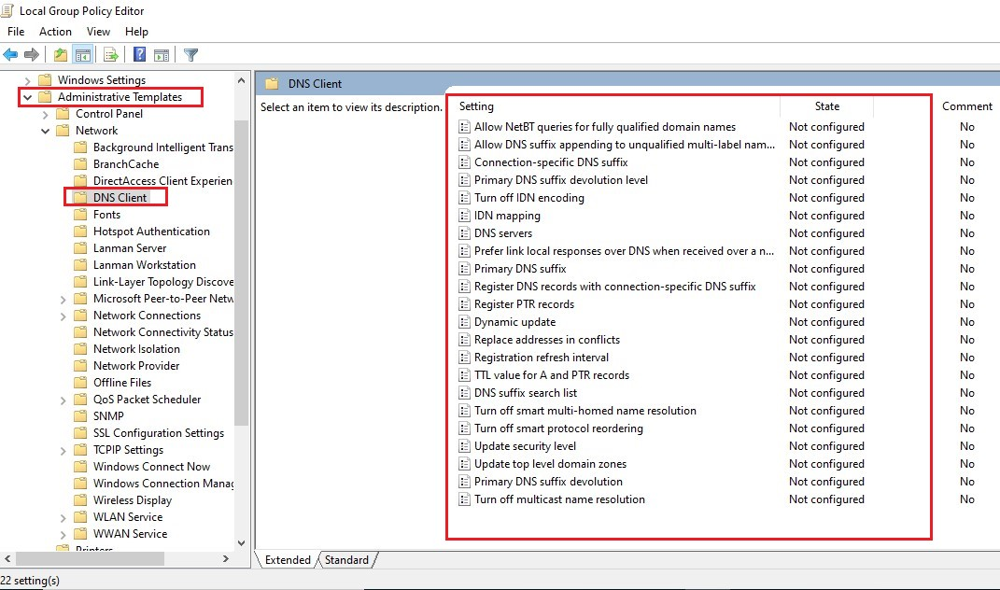 Local Group Policy Editor
File Action View Help
Windows Settings
Administrative Templates
Control Panel
Network
Background Intelligent Trans
BranchCache
DirectAccess Client Experien
DNS Client
Fonts
Hotspot Authentication
Lanman Server
Lanman Workstation
Link-Layer Topology Discove
Microsoft Peer-to-Peer Netw
Network Connections
Network Connectivity Status
Network Isolation
Network Provider
Offline Files
QoS Packet Scheduler
SNMP
SSL Configuration Settings
TCPIP Settings
Windows Connect Now
Windows Connection Manag
Wireless Display
WLAN Service
WWAN Service
Printers
DNS Client
Select an item to view its description.
Setting State Comment
Allow NetBT queries for fully qualified domain names Not configured No
Allow DNS suffix appending to unqualified multi-label nam... Not configured No
Connection-specific DNS suffix Not configured No
Primary DNS suffix devolution level Not configured No
Turn off IDN encoding Not configured No
IDN mapping Not configured No
DNS servers Not configured No
Prefer link local responses over DNS when received over a n... Not configured No
Primary DNS suffix Not configured No
Register DNS records with connection-specific DNS suffix Not configured No
Register PTR records Not configured No
Dynamic update Not configured No
Replace addresses in conflicts Not configured No
Registration refresh interval Not configured No
TTL value for A and PTR records Not configured No
DNS suffix search list Not configured No
Turn off smart multi-homed name resolution Not configured No
Turn off smart protocol reordering Not configured No
Update security level Not configured No
Update top level domain zones Not configured No
Primary DNS suffix devolution Not configured No
Turn off multicast name resolution Not configured No
Extended Standard
22 setting(s)